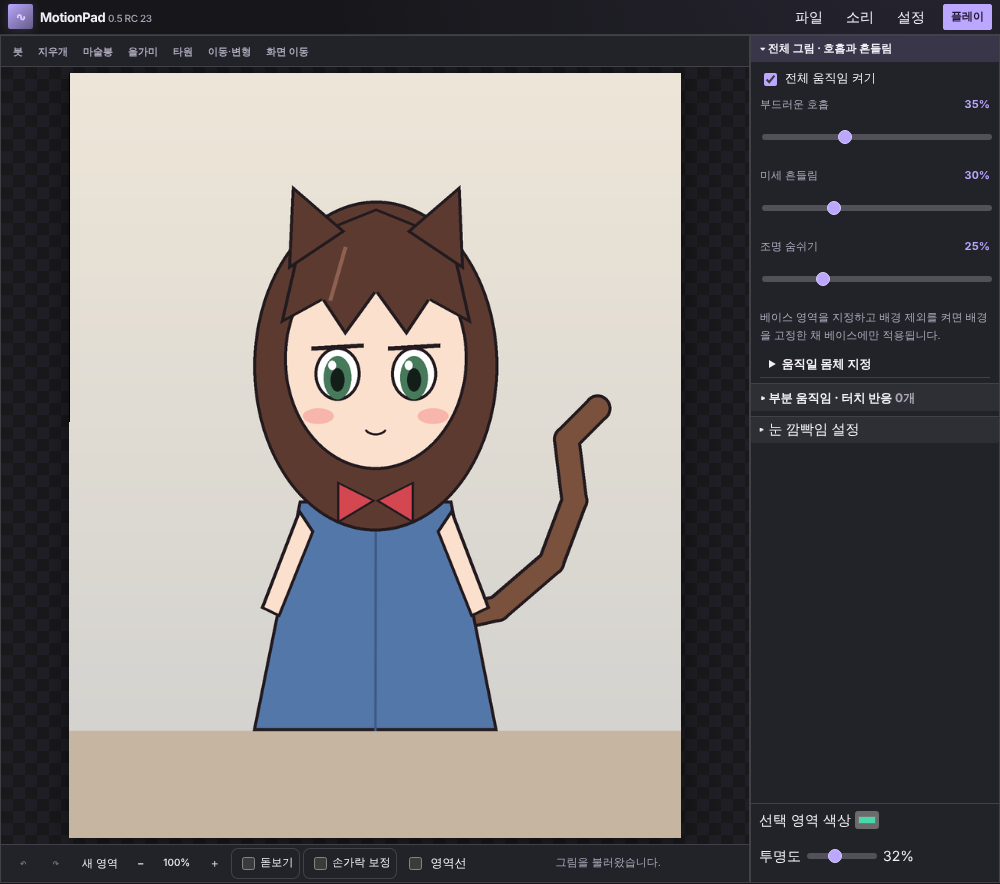 MotionPad 0.5 RC 23
파일 소리 설정 플레이
붓 지우개 마술봉 올가미 타원 이동·변형 화면 이동
전체 그림 · 호흡과 흔들림
전체 움직임 켜기
부드러운 호흡 35%
미세 흔들림 30%
조명 숨쉬기 25%
베이스 영역을 지정하고 배경 제외를 켜면 배경
을 고정한 채 베이스에만 적용됩니다.
움직일 몸체 지정
부분 움직임 · 터치 반응 0개
눈 깜빡임 설정
선택 영역 색상
투명도 32%
새 영역 − 100% + 돋보기 손가락 보정 영역선 그림을 불러왔습니다.